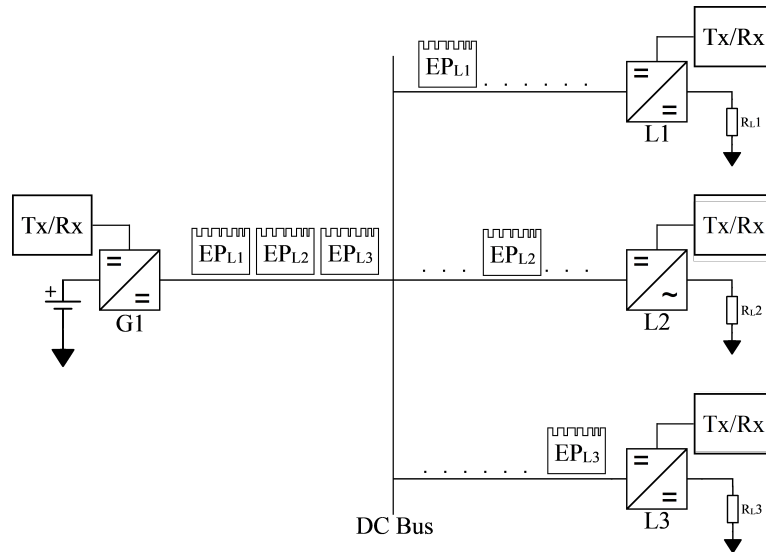 Tx/Rx
EPL1
=
=
L1
RL1
Tx/Rx
=
=
G1
+
EPL1 EPL2 EPL3
EPL2
Tx/Rx
=
~
L2
RL2
EPL3
Tx/Rx
=
=
L3
RL3
DC Bus